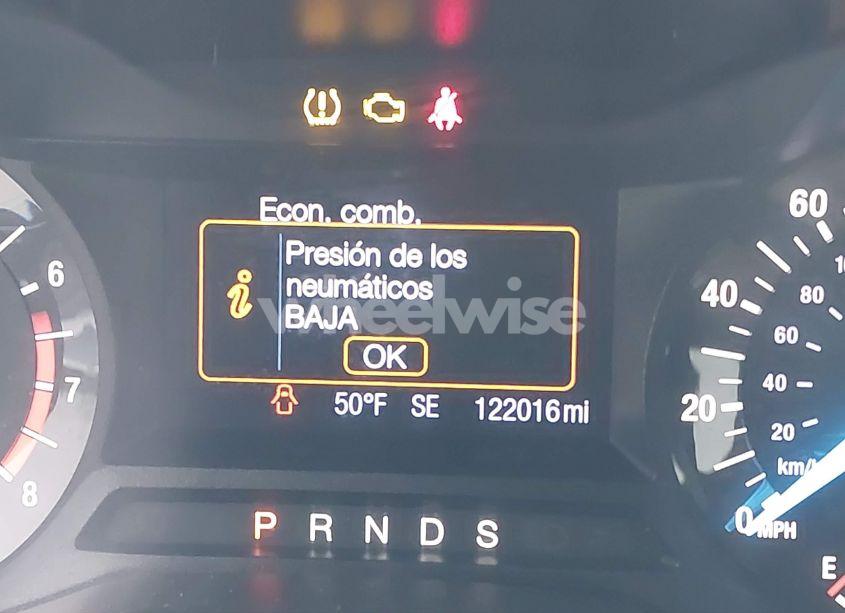 Econ. comb.
Presión de los
neumáticos
BAJA
OK
50°F SE 122016mi
P R N D S
6
7
8
60
40
20
0 MPH
80
60
40
20
km/
E
wheelwise